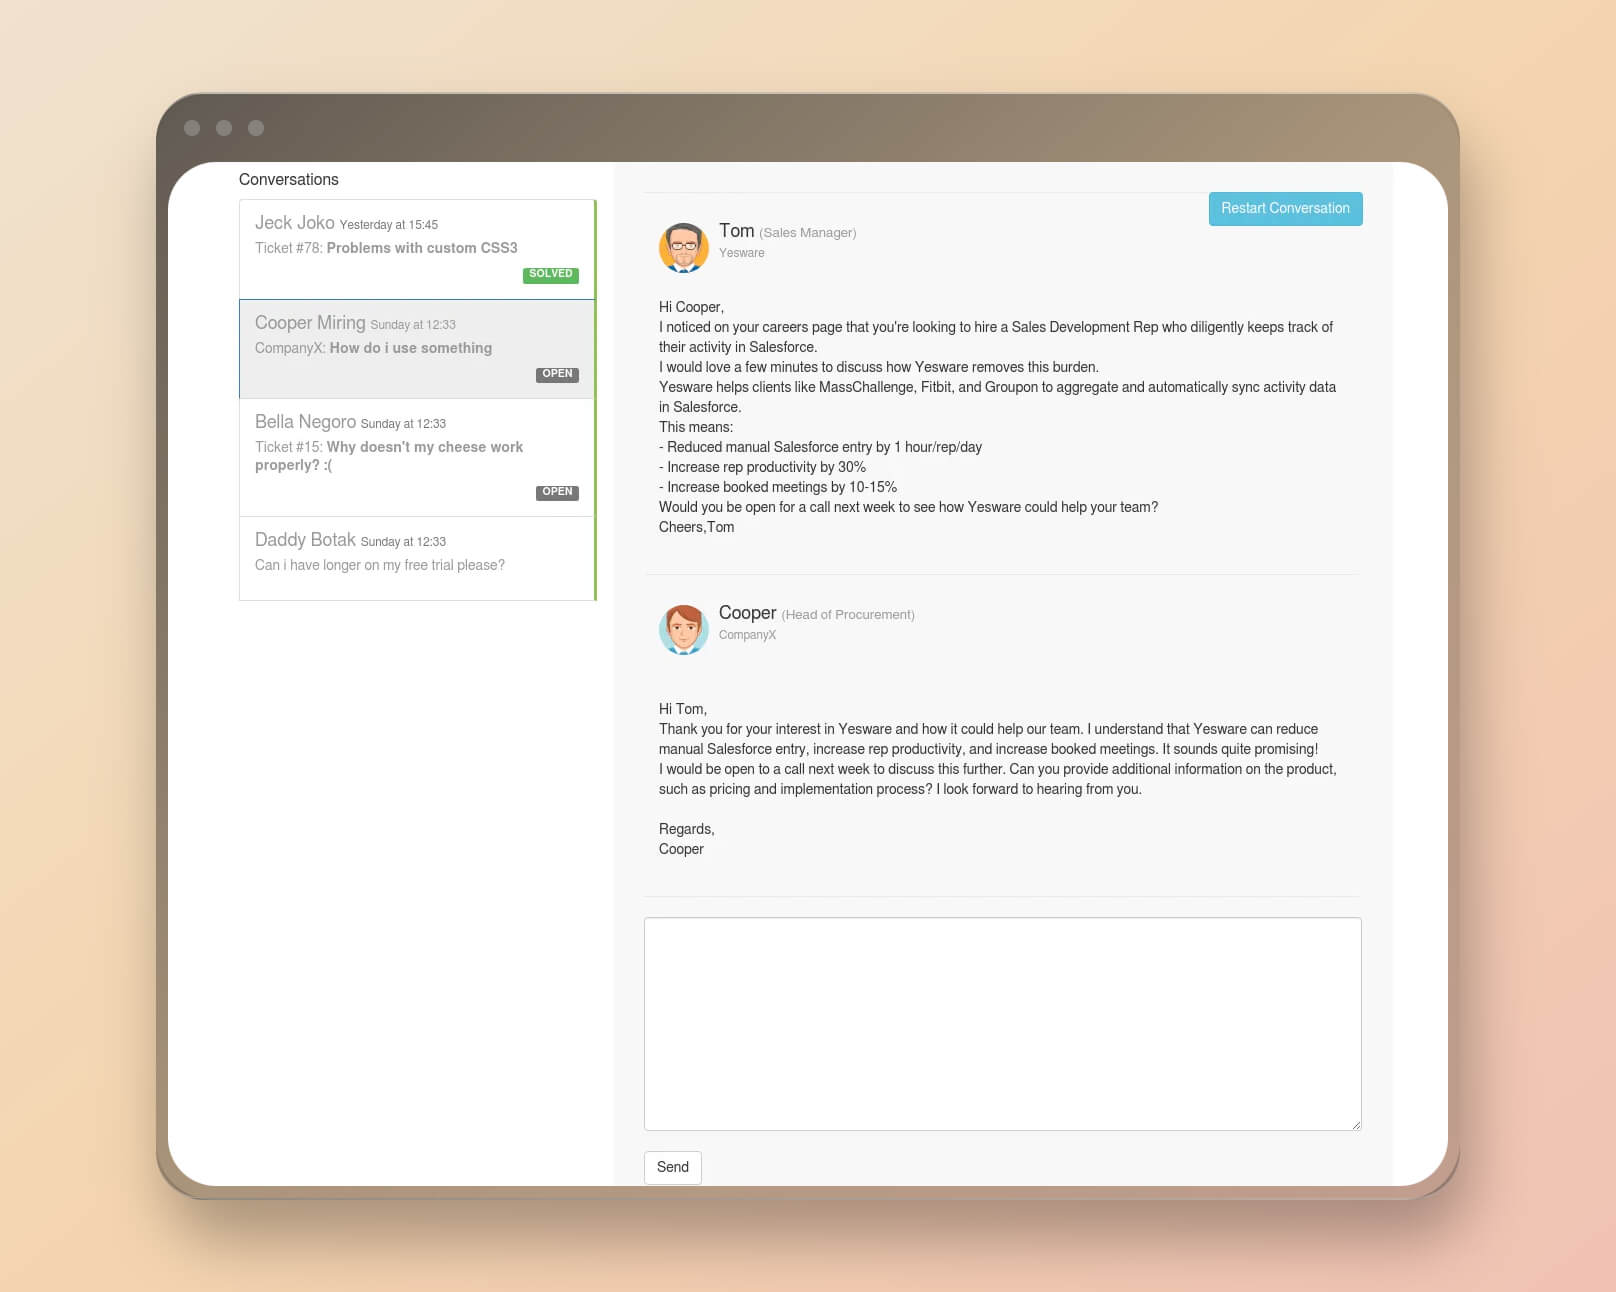 Conversations
Jeck Joko Yesterday at 15:45
Ticket #78: Problems with custom CSS3
SOLVED
Cooper Miring Sunday at 12:33
CompanyX: How do i use something
OPEN
Bella Negoro Sunday at 12:33
Ticket #15: Why doesn't my cheese work
properly? :(
OPEN
Daddy Botak Sunday at 12:33
Can i have longer on my free trial please?
Restart Conversation
Tom (Sales Manager)
Yesware
Hi Cooper,
I noticed on your careers page that you're looking to hire a Sales Development Rep who diligently keeps track of
their activity in Salesforce.
I would love a few minutes to discuss how Yesware removes this burden.
Yesware helps clients like MassChallenge, Fitbit, and Groupon to aggregate and automatically sync activity data
in Salesforce.
This means:
- Reduced manual Salesforce entry by 1 hour/rep/day
- Increase rep productivity by 30%
- Increase booked meetings by 10-15%
Would you be open for a call next week to see how Yesware could help your team?
Cheers,Tom
Cooper (Head of Procurement)
CompanyX
Hi Tom,
Thank you for your interest in Yesware and how it could help our team. I understand that Yesware can reduce
manual Salesforce entry, increase rep productivity, and increase booked meetings. It sounds quite promising!
I would be open to a call next week to discuss this further. Can you provide additional information on the product,
such as pricing and implementation process? I look forward to hearing from you.
Regards,
Cooper
Send